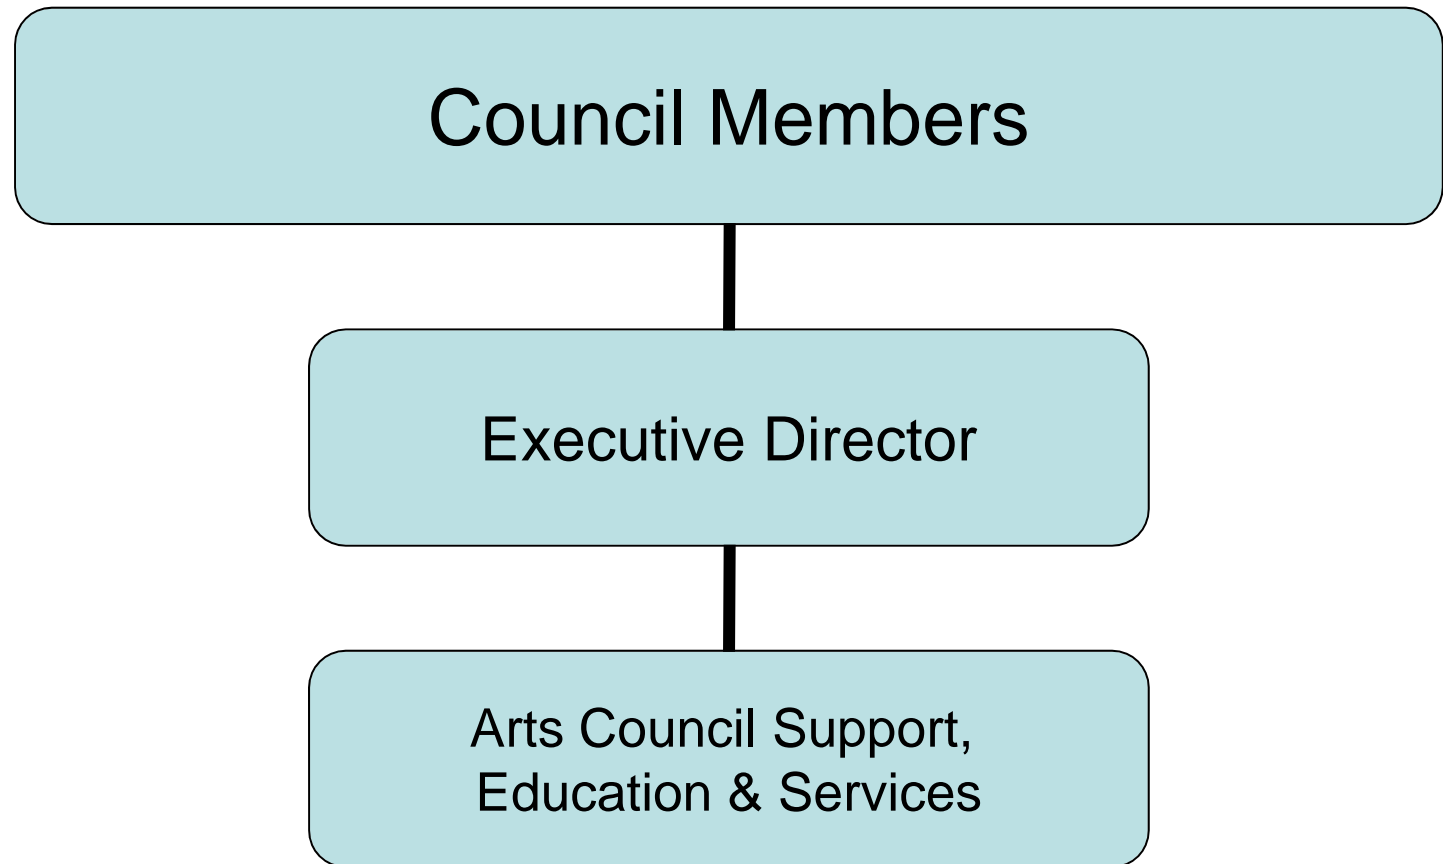 Council Members
Executive Director
Arts Council Support,
Education & Services